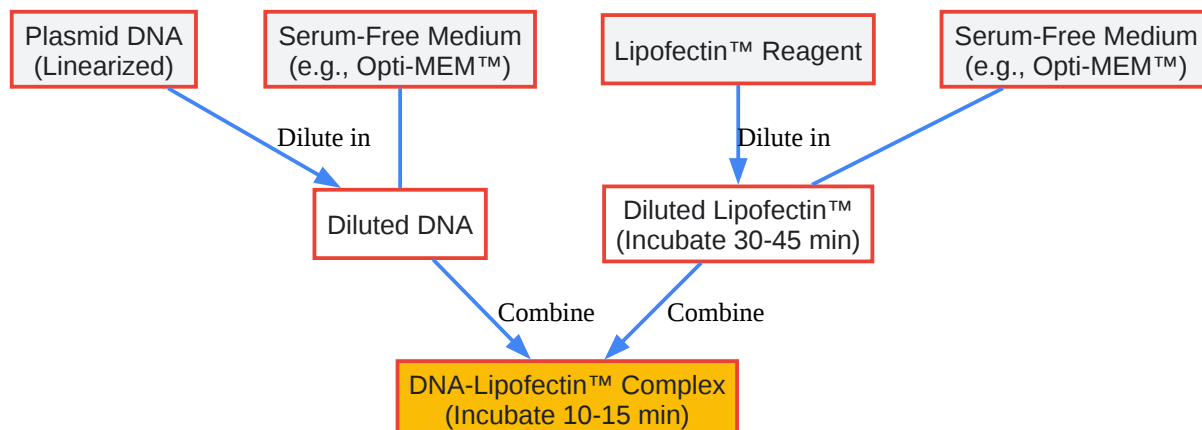 Plasmid DNA
(Linearized)
Serum-Free Medium
(e.g., Opti-MEM™)
Lipofectin™ Reagent
Serum-Free Medium
(e.g., Opti-MEM™)
Dilute in
Dilute in
Diluted DNA
Diluted Lipofectin™
(Incubate 30-45 min)
Combine
Combine
DNA-Lipofectin™ Complex
(Incubate 10-15 min)